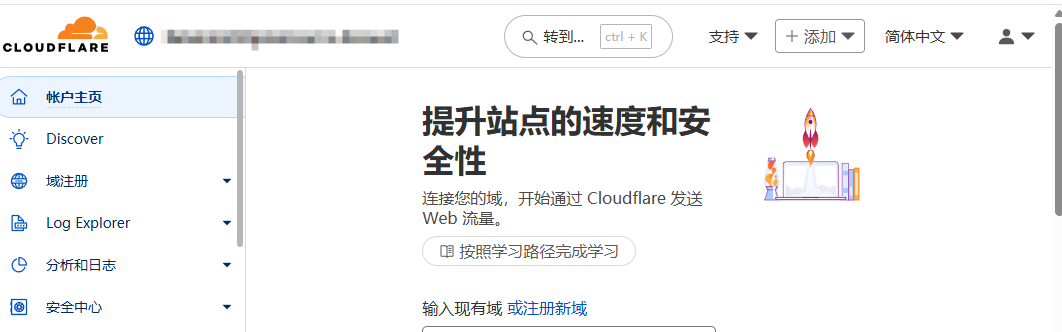 CLOUDFLARE
转到... ctrl + K
支持
添加
简体中文
帐户主页
Discover
域注册
Log Explorer
分析和日志
安全中心
提升站点的速度和安
全性
连接您的域，开始通过 Cloudflare 发送
Web 流量。
按照学习路径完成学习
输入现有域 或注册新域